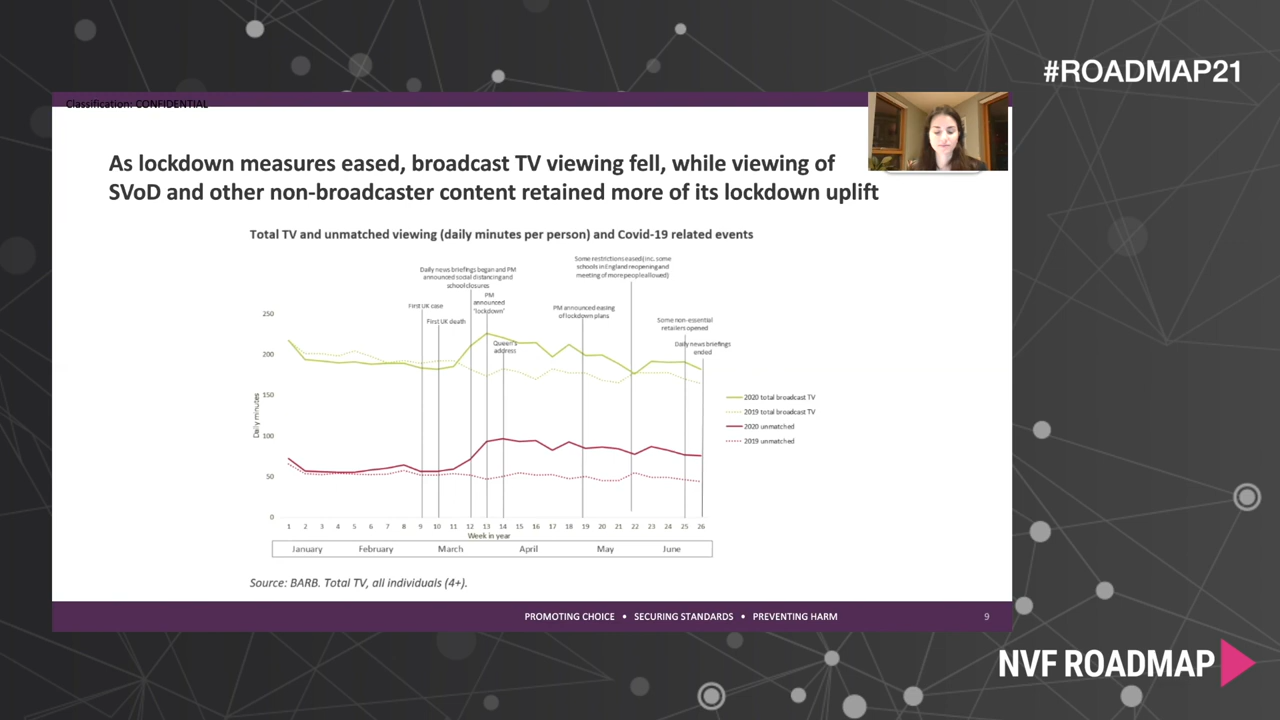 #ROADMAP21
Classification: CONFIDENTIAL
As lockdown measures eased, broadcast TV viewing fell, while viewing of
SVoD and other non-broadcaster content retained more of its lockdown uplift
Total TV and unmatched viewing (daily minutes per person) and Covid-19 related events
Some restrictions eased(inc. some
schools in England reopening and
meeting of more people allowed)
Daily news briefings began and PM
announced social distancing and
school closures
PM
announced
'lockdown'
First UK case
First UK death
Queen's
address
PM announced easing
of lockdown plans
Some non-essential
retailers opened
Daily news briefings
ended
250
200
150
100
50
0
Daily minutes
2020 total broadcast TV
2019 total broadcast TV
2020 unmatched
2019 unmatched
1 2 3 4 5 6 7 8 9 10 11 12 13 14 15 16 17 18 19 20 21 22 23 24 25 26
Week in year
January February March April May June
Source: BARB. Total TV, all individuals (4+).
PROMOTING CHOICE • SECURING STANDARDS • PREVENTING HARM
9
NVF ROADMAP